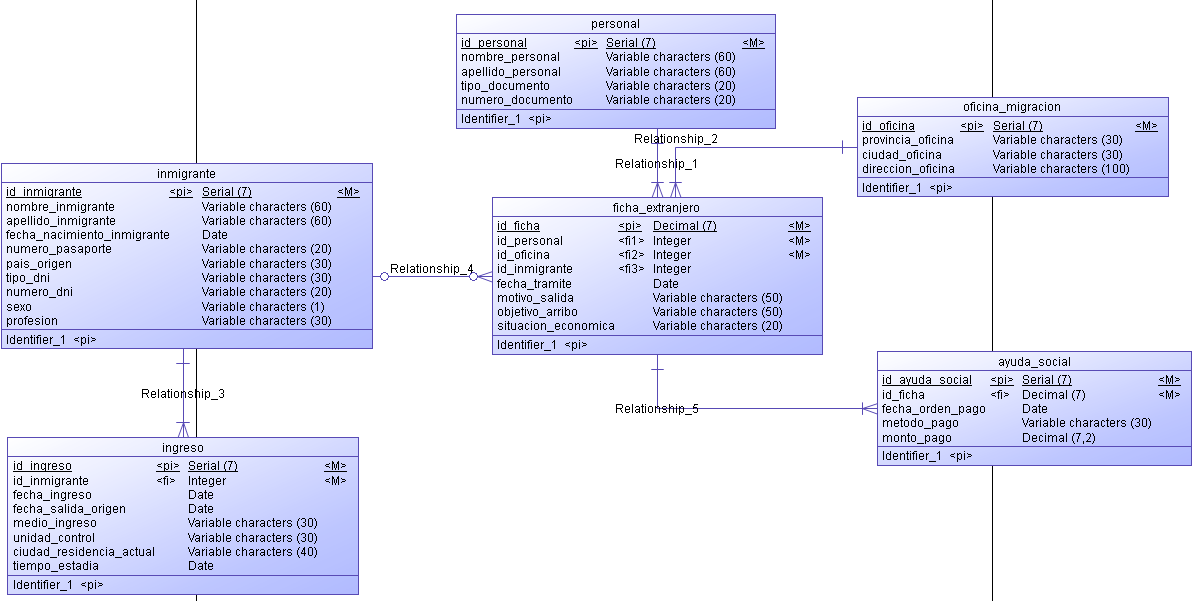 personal
id_personal <pi> Serial (7) <M>
nombre_personal Variable characters (60)
apellido_personal Variable characters (60)
tipo_documento Variable characters (20)
numero_documento Variable characters (20)
Identifier_1 <pi>
oficina_migracion
id_oficina <pi> Serial (7) <M>
provincia_oficina Variable characters (30)
ciudad_oficina Variable characters (30)
direccion_oficina Variable characters (100)
Identifier_1 <pi>
Relationship_2
Relationship_1
inmigrante
id_inmigrante <pi> Serial (7) <M>
nombre_inmigrante Variable characters (60)
apellido_inmigrante Variable characters (60)
fecha_nacimiento_inmigrante Date
numero_pasaporte Variable characters (20)
pais_origen Variable characters (30)
tipo_dni Variable characters (30)
numero_dni Variable characters (20)
sexo Variable characters (1)
profesion Variable characters (30)
Identifier_1 <pi>
Relationship_4
ficha_extranjero
id_ficha <pi> Decimal (7) <M>
id_personal <fi1> Integer <M>
id_oficina <fi2> Integer <M>
id_inmigrante <fi3> Integer
fecha_tramite Date
motivo_salida Variable characters (50)
objetivo_arribo Variable characters (50)
situacion_economica Variable characters (20)
Identifier_1 <pi>
Relationship_3
Relationship_5
ayuda_social
id_ayuda_social <pi> Serial (7) <M>
id_ficha <fi> Decimal (7) <M>
fecha_orden_pago Date
metodo_pago Variable characters (30)
monto_pago Decimal (7,2)
Identifier_1 <pi>
ingreso
id_ingreso <pi> Serial (7) <M>
id_inmigrante <fi> Integer <M>
fecha_ingreso Date
fecha_salida_origen Date
medio_ingreso Variable characters (30)
unidad_control Variable characters (30)
ciudad_residencia_actual Variable characters (40)
tiempo_estadia Date
Identifier_1 <pi>